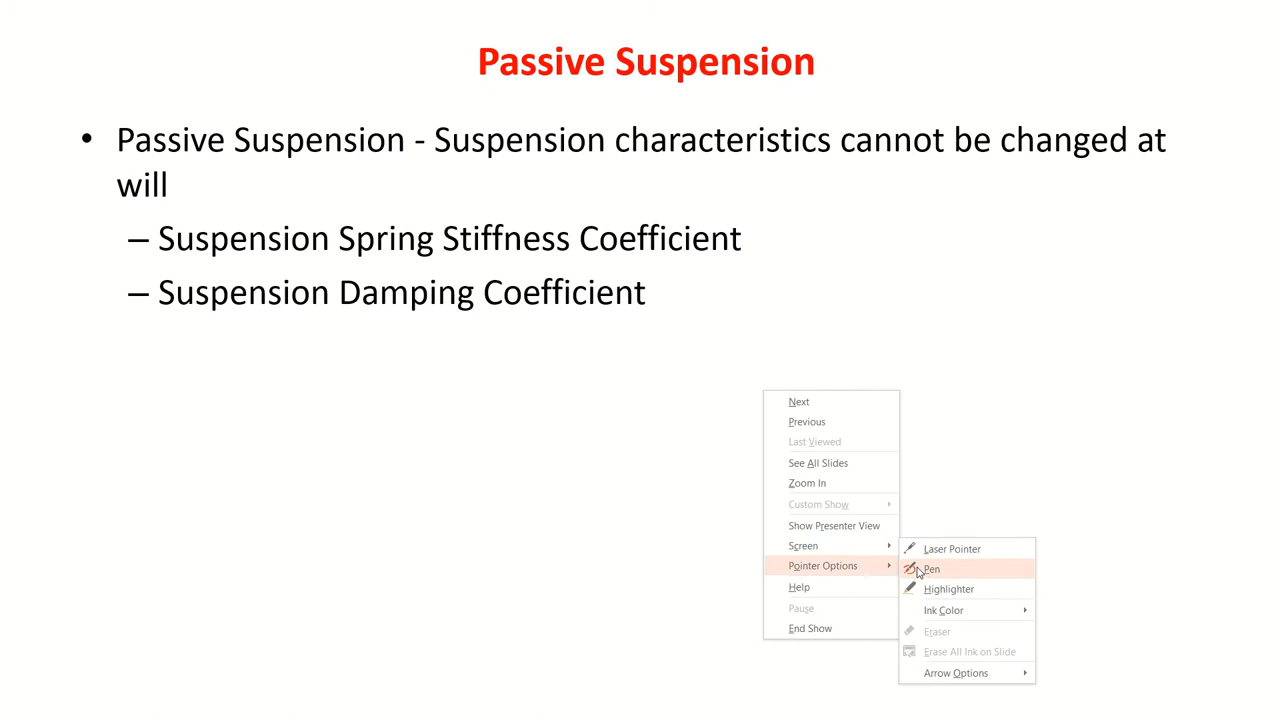 Passive Suspension
• Passive Suspension - Suspension characteristics cannot be changed at
will
– Suspension Spring Stiffness Coefficient
– Suspension Damping Coefficient
Next
Previous
Last Viewed
See All Slides
Zoom In
Custom Show
Show Presenter View
Screen
Pointer Options
Help
Pause
End Show
Laser Pointer
Pen
Highlighter
Ink Color
Eraser
Erase All Ink on Slide
Arrow Options